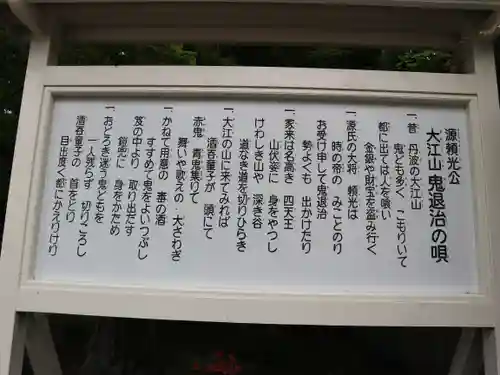 源頼光公
大江山鬼退治の唄
一 昔 丹波の大江山
鬼ども多く こもりいて
都に出ては人を喰い
金銀や財宝を盗み行く
一 源氏の大将 頼光は
時の帝の みことのり
お受け申して鬼退治
勢よくも 出かけたり
一 家来は名高き 四天王
山伏姿に 身をやつし
けわしき山や 深き谷
道なき道を切りひらき
一 大江の山に来てみれば
酒呑童子が 頭にて
赤鬼 青鬼集りて
舞いや歌えの 大さわぎ
一 かねて用意の 毒の酒
すすめて鬼をよいつぶし
笈の中より 取り出だす
鎧兜に 身をかため
一 おどろき迷う鬼どもを
一人残らず 切りころし
酒呑童子の 首をとり
目出度く都にかえりけり